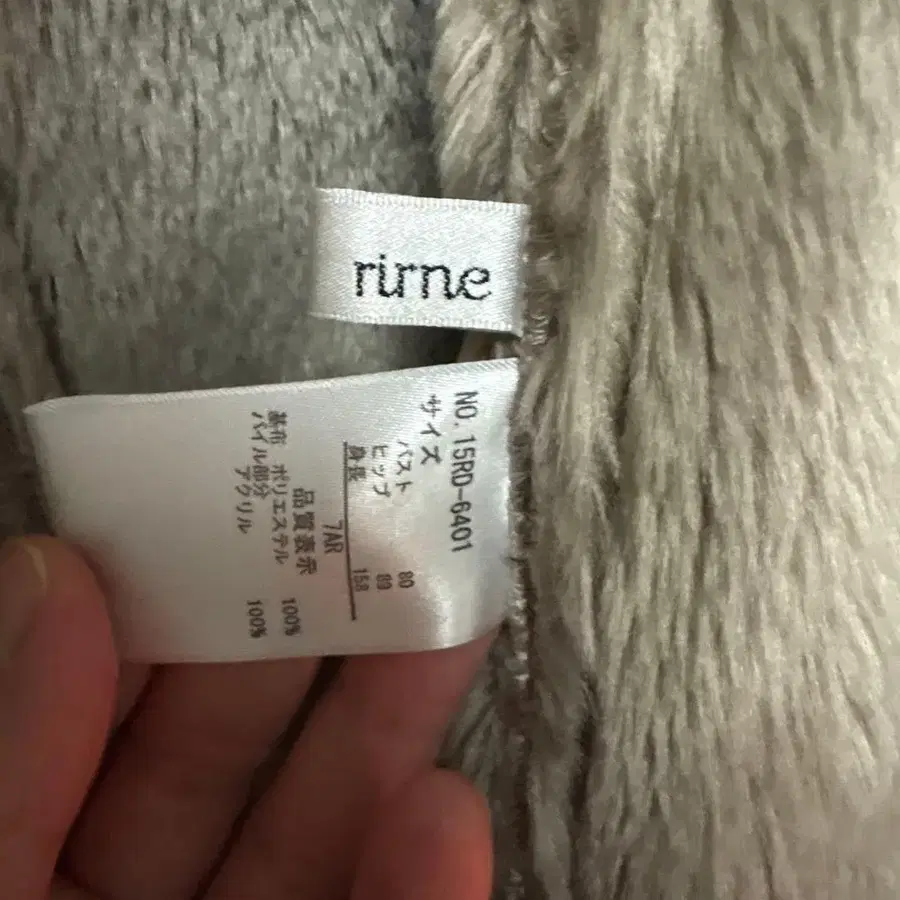 rirne
NO. 15RD-6401
サイズ
バスト 80
ヒップ 89
身長 158
7AR
品質表示
基布 ポリエステル 100%
パイル部分
アクリル 100%